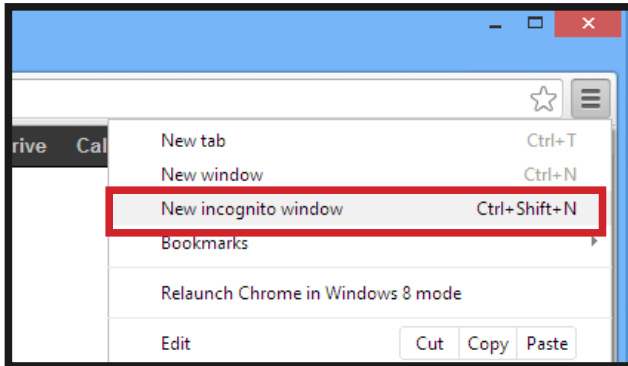 rive Cal
New tab Ctrl+T
New window Ctrl+N
New incognito window Ctrl+Shift+N
Bookmarks
Relaunch Chrome in Windows 8 mode
Edit Cut Copy Paste